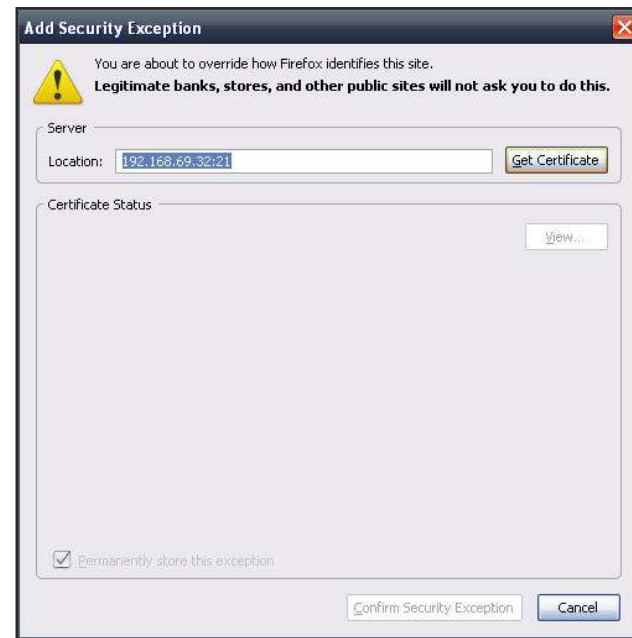 Add Security Exception
You are about to override how Firefox identifies this site.
Legitimate banks, stores, and other public sites will not ask you to do this.
Server
Location: 192.168.69.32:21 Get Certificate
Certificate Status
View...
Permanently store this exception
Confirm Security Exception Cancel